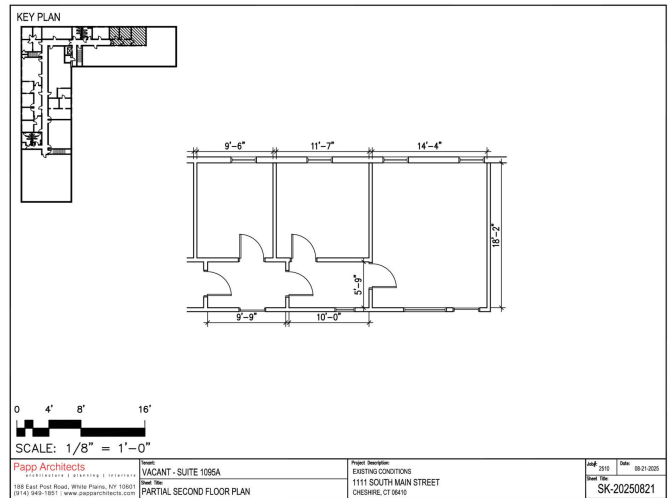 KEY PLAN
9'-6" 11'-7" 14'-4"
18'-2"
5'-9"
9'-9" 10'-0"
0 4' 8' 16'
SCALE: 1/8" = 1'-0"
Papp Architects
architecture | planning | interiors
188 East Post Road, White Plains, NY 10601
(914) 949-1851 | www.papparchitects.com
Tenant:
VACANT - SUITE 1095A
Sheet Title:
PARTIAL SECOND FLOOR PLAN
Project Description:
EXISTING CONDITIONS
1111 SOUTH MAIN STREET
CHESHIRE, CT 06410
Job#: 2510 Date: 08-21-2025
Sheet Title:
SK-20250821